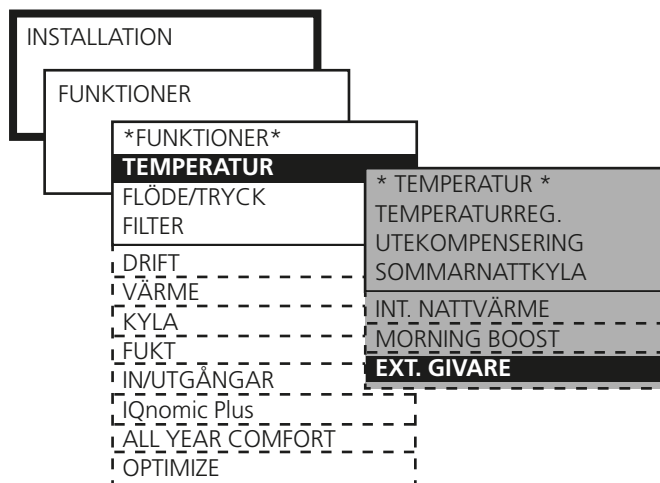 INSTALLATION
FUNKTIONER
*FUNKTIONER*
TEMPERATUR
FLÖDE/TRYCK
FILTER
DRIFT
VÄRME
KYLA
FUKT
IN/UTGÅNGAR
IQnomic Plus
ALL YEAR COMFORT
OPTIMIZE
* TEMPERATUR *
TEMPERATURREG.
UTEKOMPENSERING
SOMMARNATTKYLA
INT. NATTVÄRME
MORNING BOOST
EXT. GIVARE